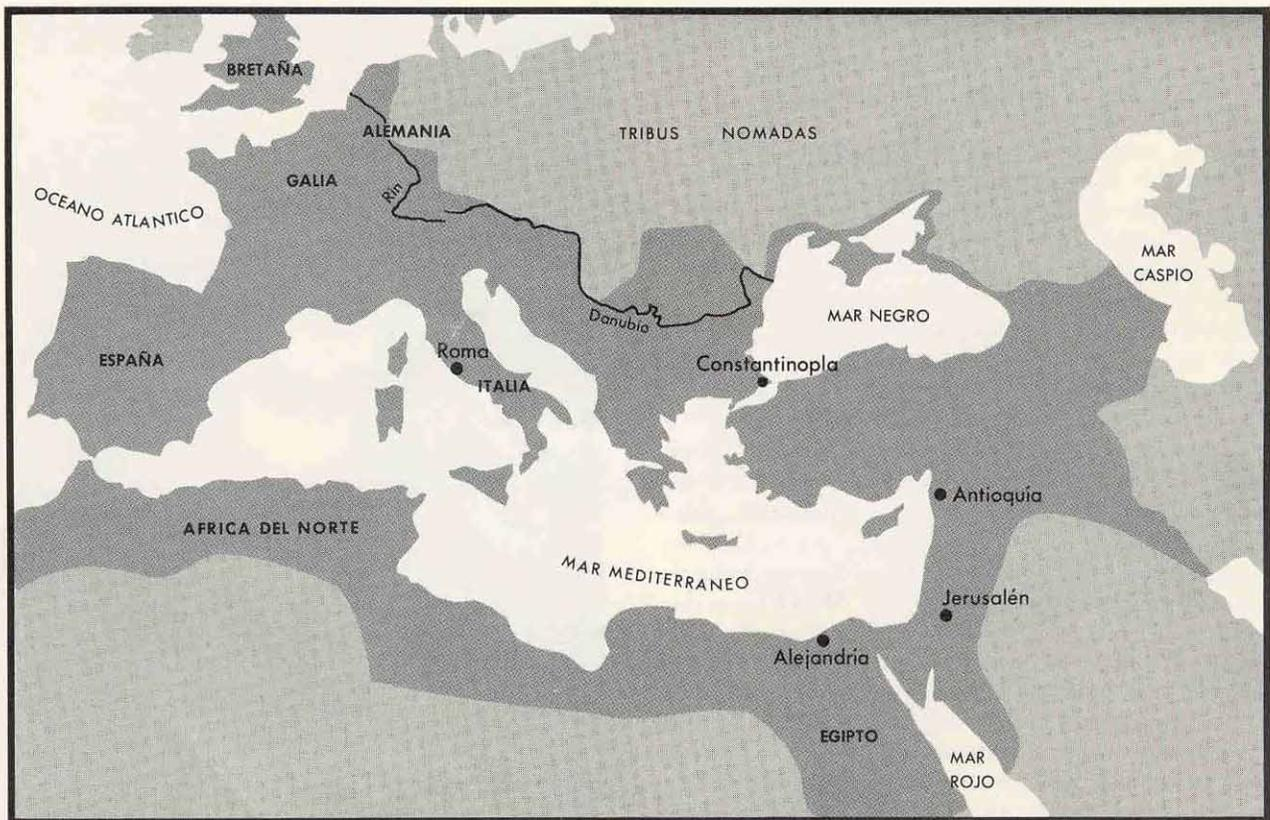 BRETAÑA
ALEMANIA
TRIBUS NOMADAS
GALIA
Rin
OCEANO ATLANTICO
MAR
CASPIO
MAR NEGRO
Danubio
ESPAÑA
Roma
ITALIA
Constantinopla
Antioquía
AFRICA DEL NORTE
MAR MEDITERRANEO
Jerusalén
Alejandría
EGIPTO
MAR
ROJO